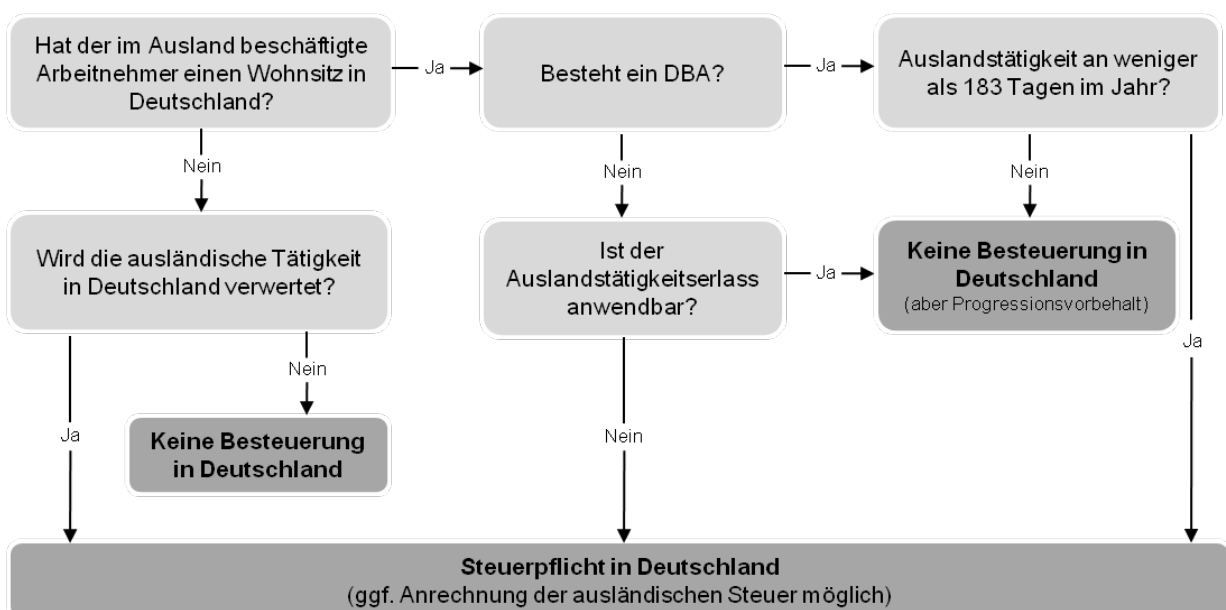 Hat der im Ausland beschäftigte
Arbeitnehmer einen Wohnsitz in
Deutschland?
Ja
Besteht ein DBA?
Ja
Auslandstätigkeit an weniger
als 183 Tagen im Jahr?
Nein
Nein
Nein
Wird die ausländische Tätigkeit
in Deutschland verwertet?
Ist der
Auslandstätigkeitserlass
anwendbar?
Ja
Keine Besteuerung in
Deutschland
(aber Progressionsvorbehalt)
Ja
Nein
Ja
Keine Besteuerung
in Deutschland
Nein
Steuerpflicht in Deutschland
(ggf. Anrechnung der ausländischen Steuer möglich)